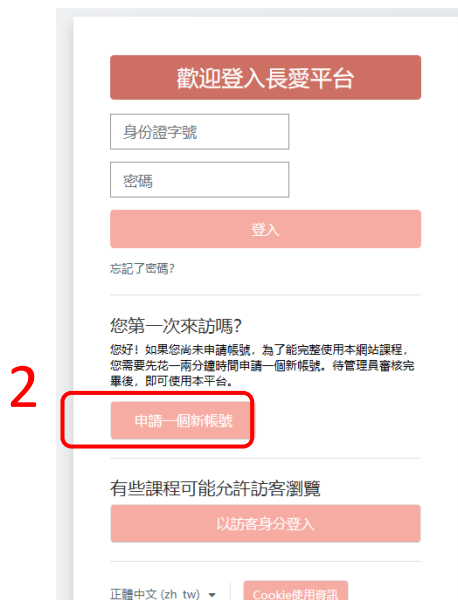 歡迎登入長愛平台
身份證字號
密碼
登入
忘記了密碼?
您第一次來訪嗎?
您好！如果您尚未申請帳號，為了能完整使用本網站課程，
您需要先花一兩分鐘時間申請一個新帳號。待管理員審核完
畢後，即可使用本平台。
2
申請一個新帳號
有些課程可能允許訪客瀏覽
以訪客身分登入
正體中文 (zh_tw)
Cookie使用資訊